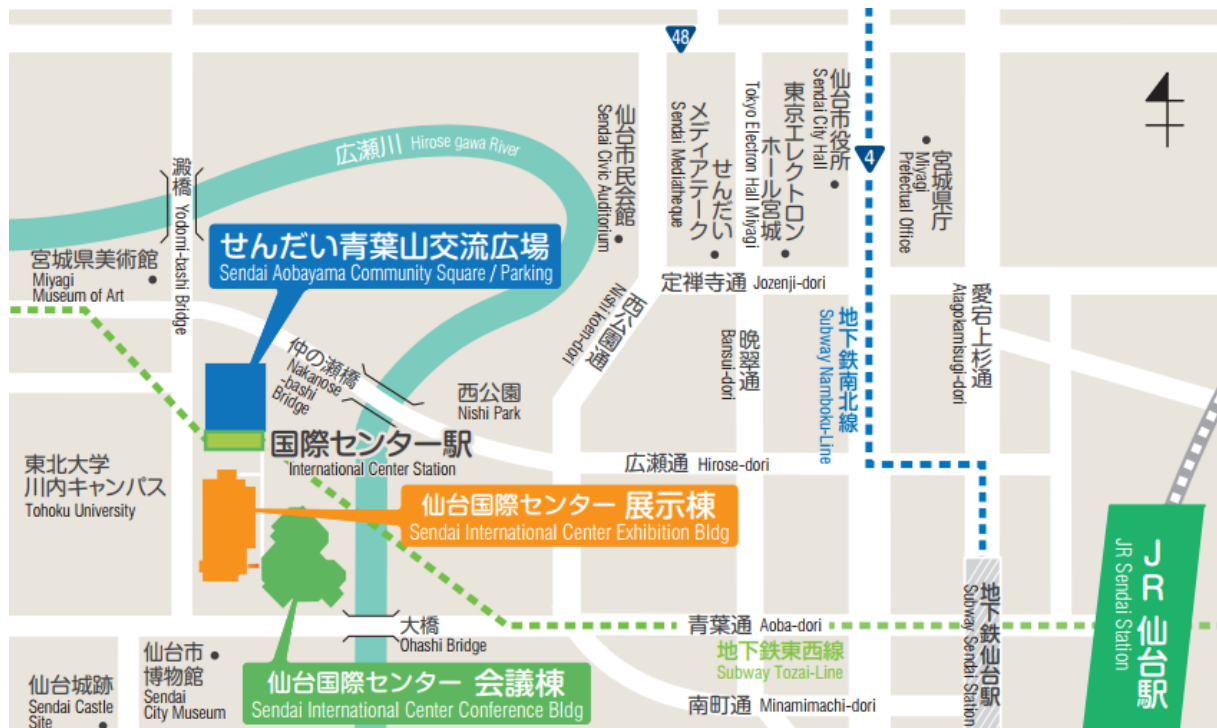 48
4
広瀬川 Hirose gawa River
澱橋 Yodomi-bashi Bridge
仙台市民会館
Sendai Civic Auditorium
せんだい
メディアテーク
Sendai Mediatheque
東京エレクトロン
ホール宮城
Tokyo Electron Hall Miyagi
仙台市役所
Sendai City Hall
宮城県庁
Miyagi
Prefectual Office
宮城県美術館
Miyagi
Museum of Art
せんだい青葉山交流広場
Sendai Aobayama Community Square / Parking
定禅寺通 Jozenji-dori
西公園通
Nishi koen-dori
晩翠通
Bansui-dori
地下鉄南北線
Subway Namboku-Line
愛宕上杉通
Atagokamisugi-dori
仲の瀬橋
Nakanose
-bashi
Bridge
西公園
Nishi Park
国際センター駅
International Center Station
広瀬通 Hirose-dori
東北大学
川内キャンパス
Tohoku University
仙台国際センター 展示棟
Sendai International Center Exhibition Bldg
JR 仙台駅
JR Sendai Station
地下鉄仙台駅
Subway Sendai Station
大橋
Ohashi Bridge
青葉通 Aoba-dori
地下鉄東西線
Subway Tozai-Line
仙台市
博物館
Sendai
City Museum
仙台国際センター 会議棟
Sendai International Center Conference Bldg
南町通 Minamimachi-dori
仙台城跡
Sendai Castle
Site